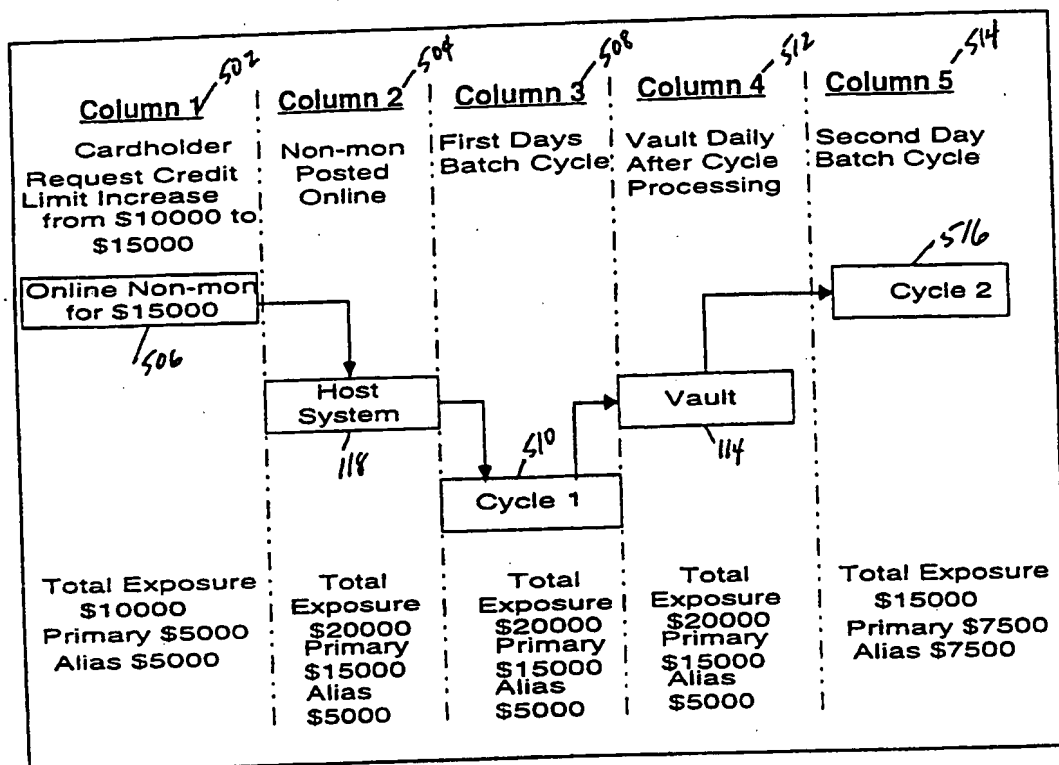 502
504
508
512
514
Column 1
Column 2
Column 3
Column 4
Column 5
Cardholder
Request Credit
Limit Increase
from $10000 to
$15000
Non-mon
Posted
Online
First Days
Batch Cycle
Vault Daily
After Cycle
Processing
Second Day
Batch Cycle
516
Online Non-mon
for $15000
Cycle 2
506
Host
System
Vault
118
510
114
Cycle 1
Total Exposure
$10000
Primary $5000
Alias $5000
Total
Exposure
$20000
Primary
$15000
Alias
$5000
Total
Exposure
$20000
Primary
$15000
Alias
$5000
Total
Exposure
$20000
Primary
$15000
Alias
$5000
Total Exposure
$15000
Primary $7500
Alias $7500